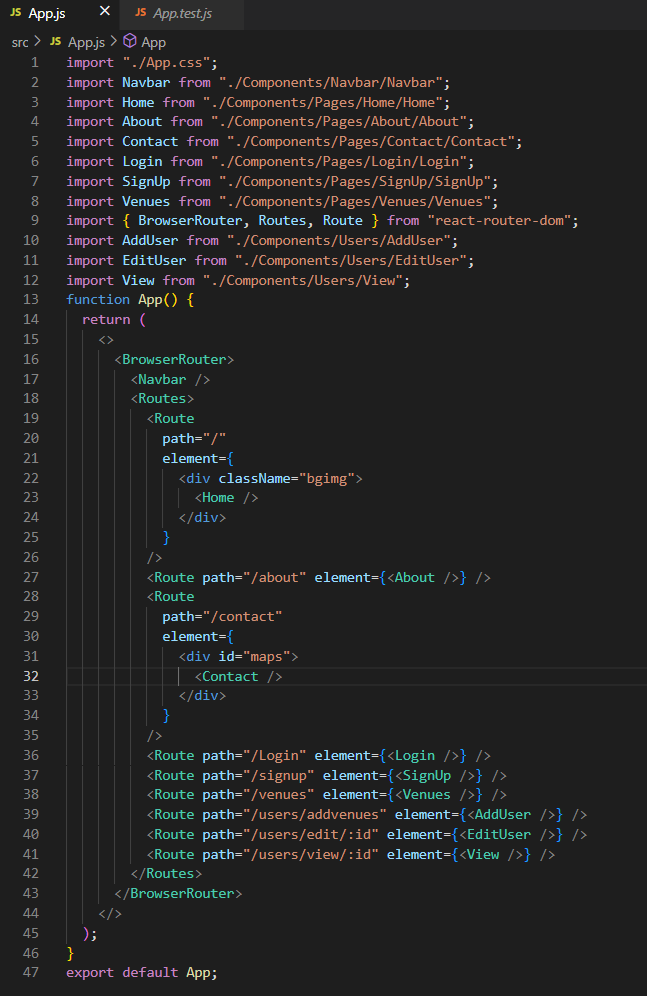 JS App.js × JS App.test.js
src > JS App.js > App
1 import "./App.css";
2 import Navbar from "./Components/Navbar/Navbar";
3 import Home from "./Components/Pages/Home/Home";
4 import About from "./Components/Pages/About/About";
5 import Contact from "./Components/Pages/Contact/Contact";
6 import Login from "./Components/Pages/Login/Login";
7 import SignUp from "./Components/Pages/SignUp/SignUp";
8 import Venues from "./Components/Pages/Venues/Venues";
9 import { BrowserRouter, Routes, Route } from "react-router-dom";
10 import AddUser from "./Components/Users/AddUser";
11 import EditUser from "./Components/Users/EditUser";
12 import View from "./Components/Users/View";
13 function App() {
14   return (
15     <>
16       <BrowserRouter>
17         <Navbar />
18         <Routes>
19           <Route
20             path="/"
21             element={
22               <div className="bgimg">
23                 <Home />
24               </div>
25             }
26           />
27           <Route path="/about" element={<About />} />
28           <Route
29             path="/contact"
30             element={
31               <div id="maps">
32                 <Contact />
33               </div>
34             }
35           />
36           <Route path="/Login" element={<Login />} />
37           <Route path="/signup" element={<SignUp />} />
38           <Route path="/venues" element={<Venues />} />
39           <Route path="/users/addvenues" element={<AddUser />} />
40           <Route path="/users/edit/:id" element={<EditUser />} />
41           <Route path="/users/view/:id" element={<View />} />
42         </Routes>
43       </BrowserRouter>
44     </>
45   );
46 }
47 export default App;